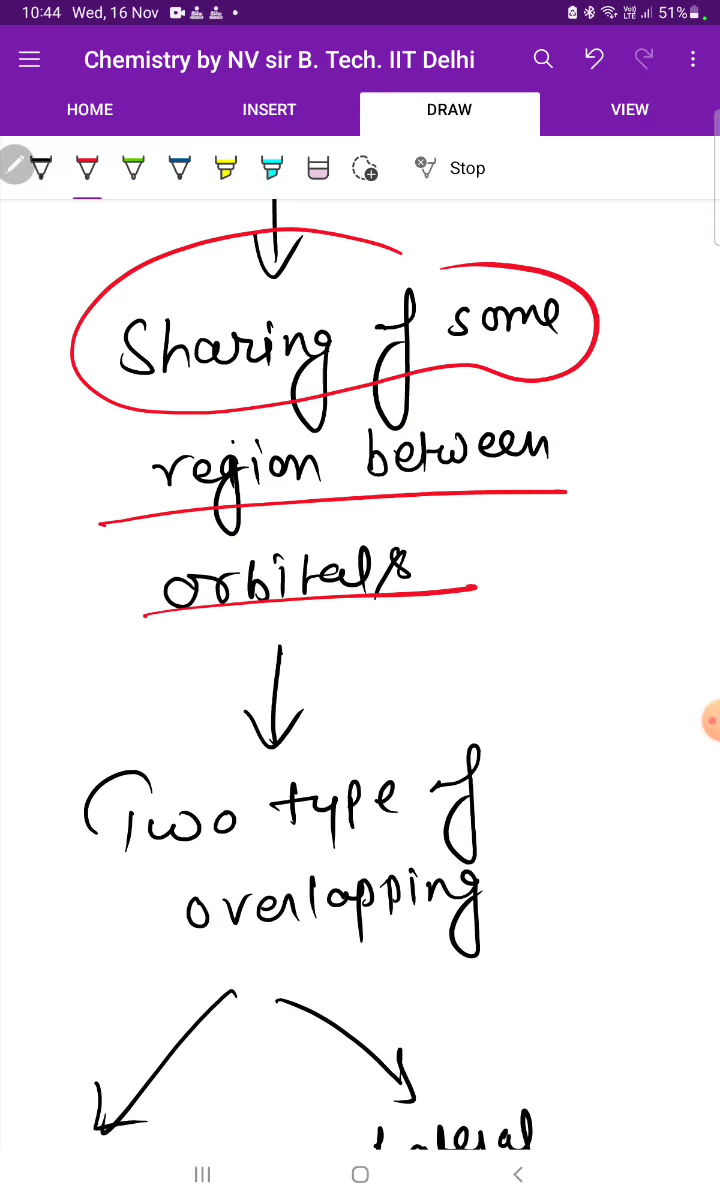 10:44 Wed, 16 Nov 51%
Chemistry by NV sir B. Tech. IIT Delhi
HOME INSERT DRAW VIEW
Stop
Sharing of some
region between
orbitals
Two type of
overlapping